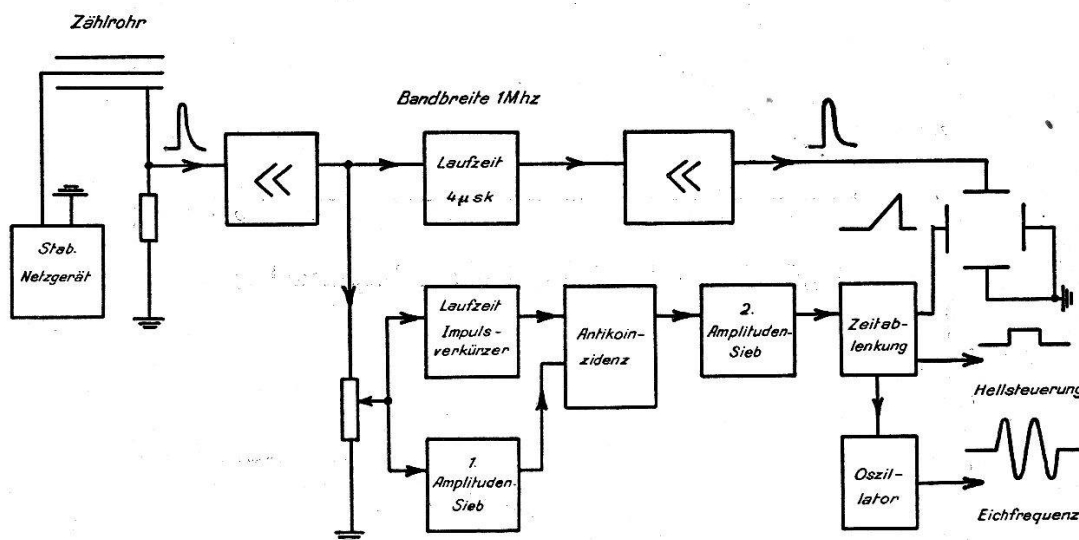 Zählrohr
Bandbreite 1Mhz
Laufzeit
4μsk
Stab.
Netzgerät
Laufzeit
Impuls-
verkürzer
Antikoin-
zidenz
2.
Amplituden-
Sieb
Zeitab-
lenkung
Hellsteuerung
1.
Amplituden-
Sieb
Oszil-
lator
Eichfrequenz